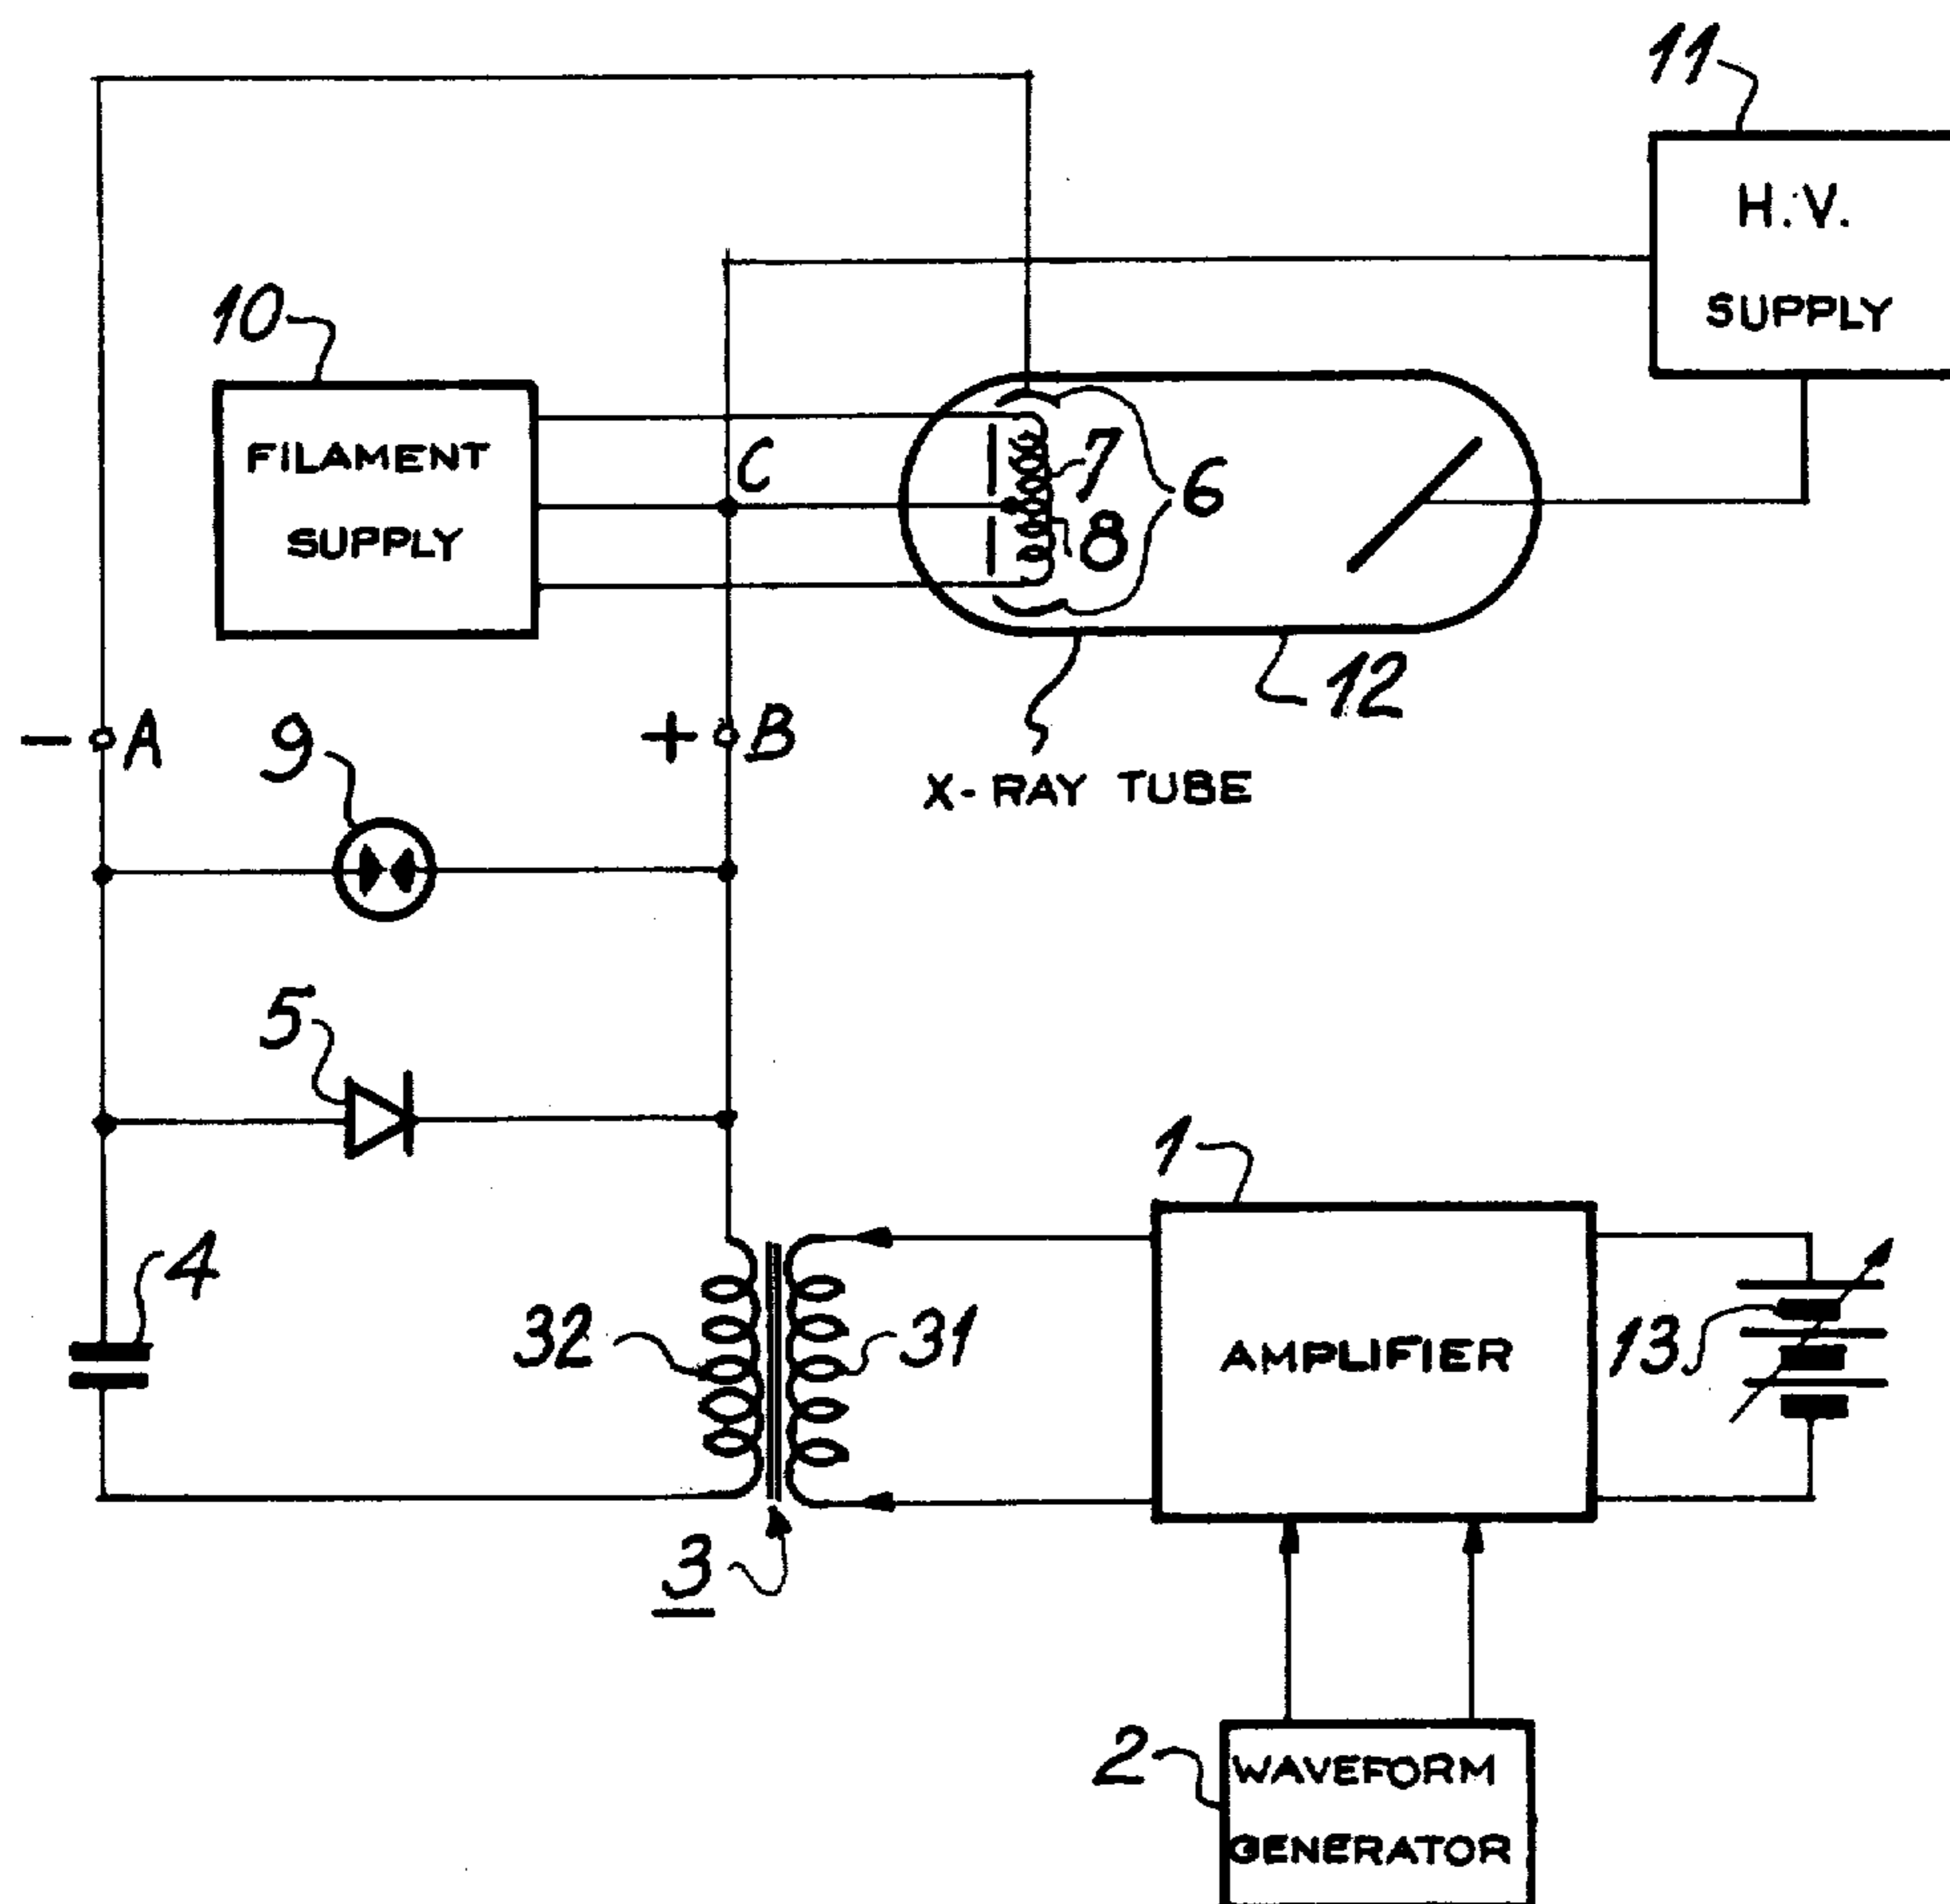 11
H.V.
SUPPLY
10
FILAMENT
SUPPLY
C
7
6
8
12
- A
+ B
9
X-RAY TUBE
5
1
4
32
31
AMPLIFIER
13
3
2
WAVEFORM
GENERATOR